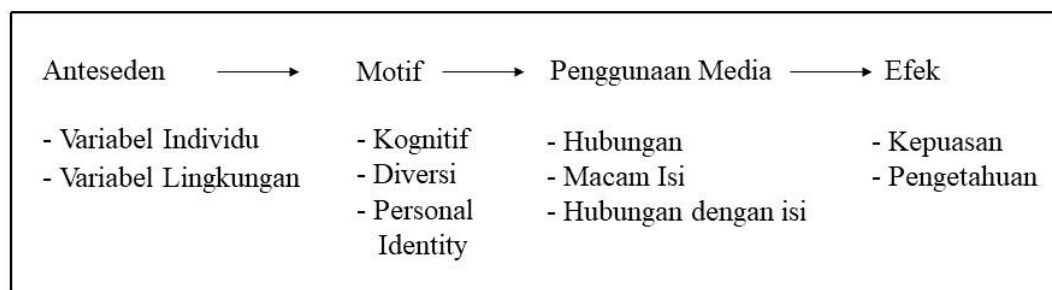 Anteseden Motif Penggunaan Media Efek
- Variabel Individu
- Variabel Lingkungan
- Kognitif
- Diversi
- Personal
Identity
- Hubungan
- Macam Isi
- Hubungan dengan isi
- Kepuasan
- Pengetahuan